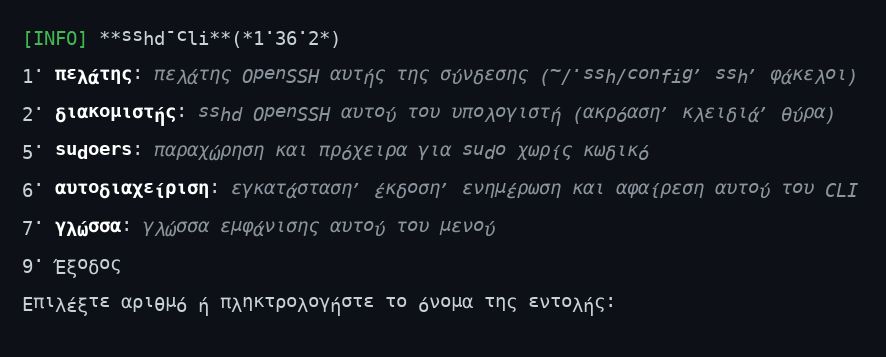 [INFO] **sshd-cli**(*1.36.2*)
1. πελάτης: πελάτης OpenSSH αυτής της σύνδεσης (~/.ssh/config, ssh, φάκελοι)
2. διακομιστής: sshd OpenSSH αυτού του υπολογιστή (ακρόαση, κλειδιά, θύρα)
5. sudoers: παραχώρηση και πρόχειρα για sudo χωρίς κωδικό
6. αυτοδιαχείριση: εγκατάσταση, έκδοση, ενημέρωση και αφαίρεση αυτού του CLI
7. γλώσσα: γλώσσα εμφάνισης αυτού του μενού
9. Έξοδος
Επιλέξτε αριθμό ή πληκτρολογήστε το όνομα της εντολής: